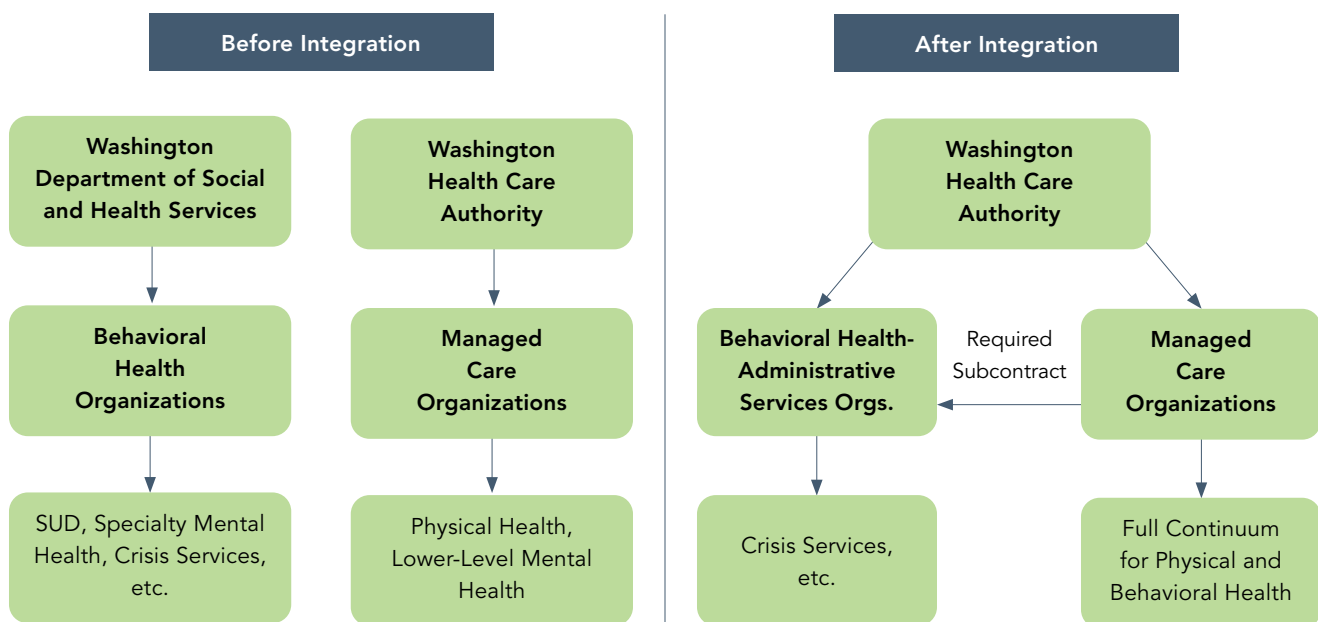 Before Integration
Washington
Department of Social
and Health Services
Washington
Health Care
Authority
Behavioral
Health
Organizations
Managed
Care
Organizations
SUD, Specialty Mental
Health, Crisis Services,
etc.
Physical Health,
Lower-Level Mental
Health
After Integration
Washington
Health Care
Authority
Behavioral Health-
Administrative
Services Orgs.
Required
Subcontract
Managed
Care
Organizations
Crisis Services,
etc.
Full Continuum
for Physical and
Behavioral Health